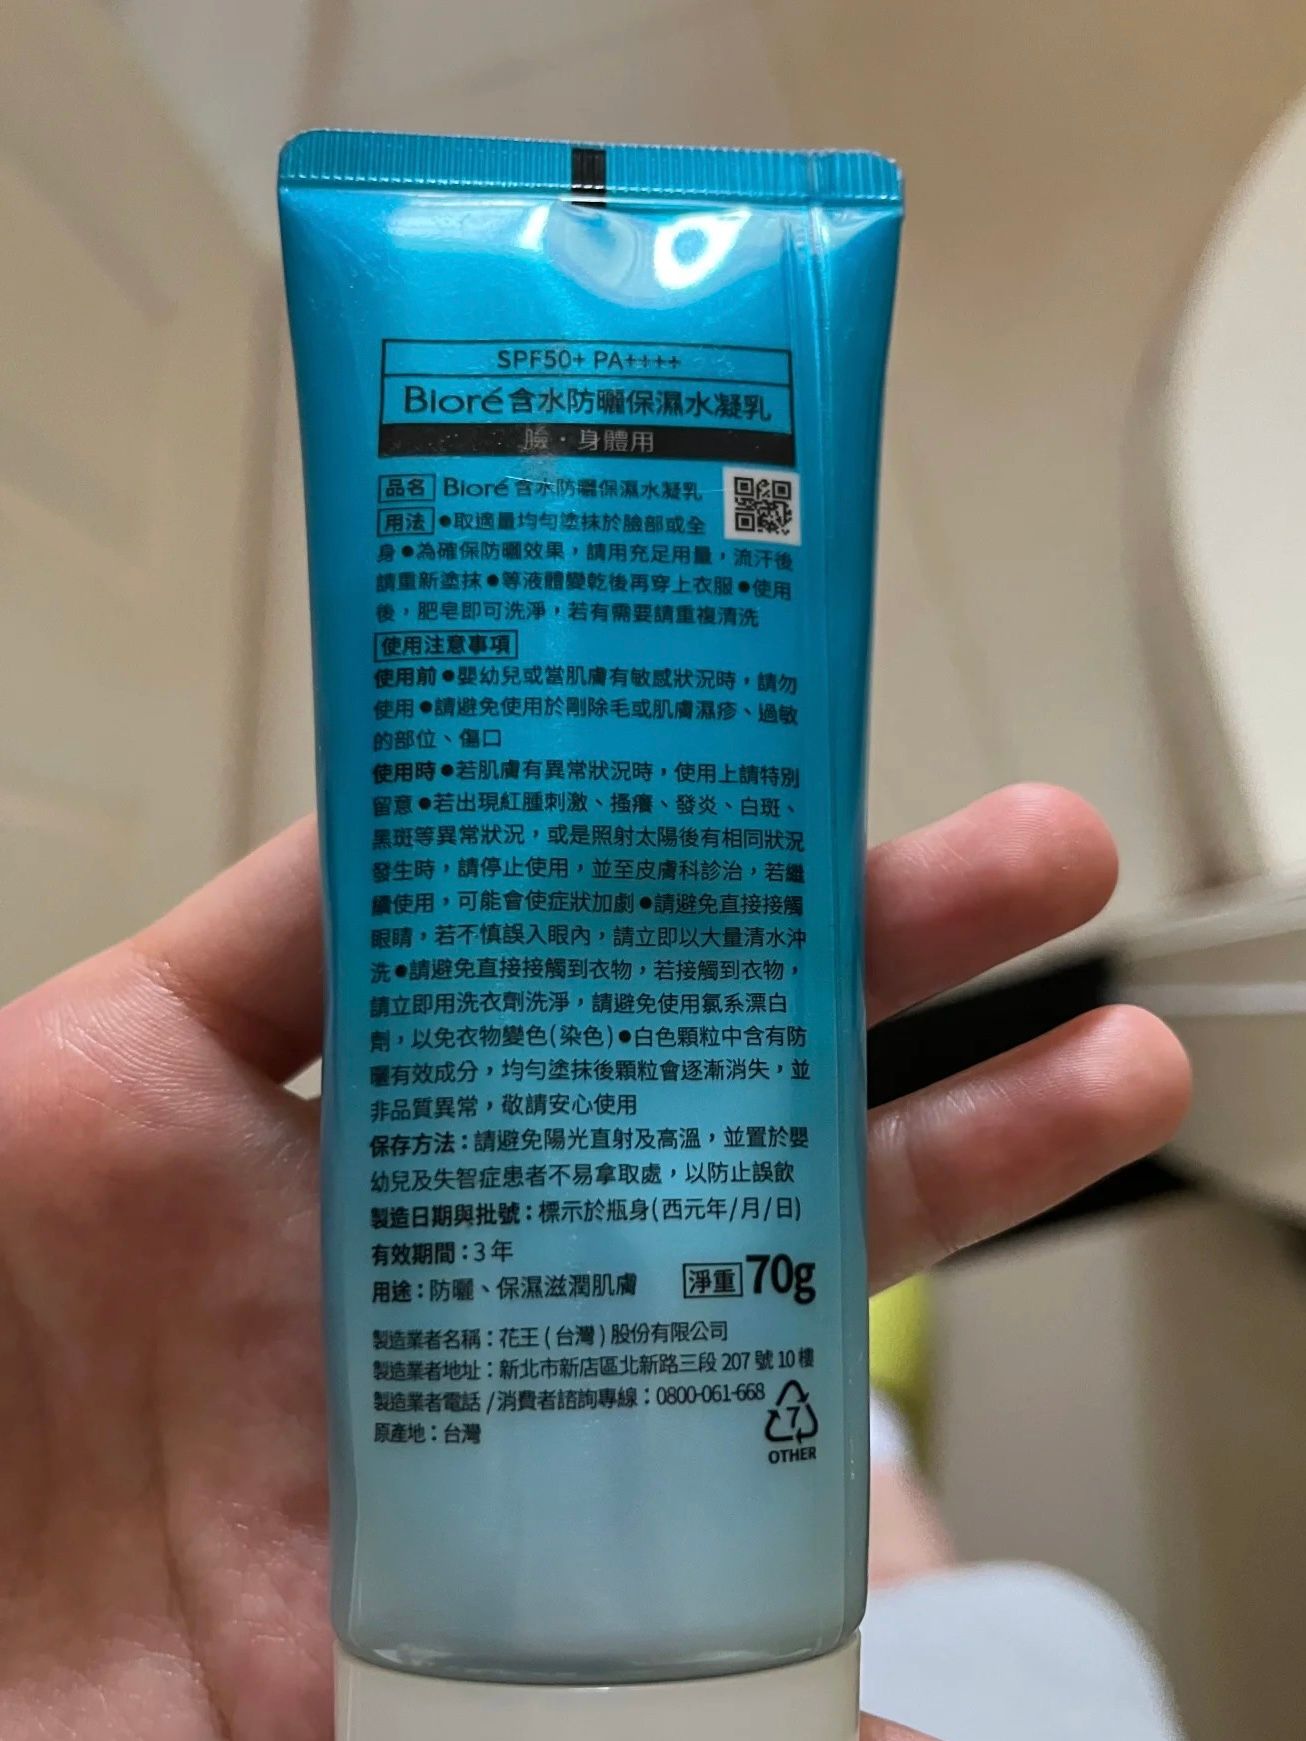 SPF50+ PA++++
Bioré含水防曬保濕水凝乳
臉・身體用
品名 Bioré 含水防曬保濕水凝乳
用法 ●取適量均勻塗抹於臉部或全
身●為確保防曬效果，請用充足用量，流汗後
請重新塗抹●等液體變乾後再穿上衣服●使用
後，肥皂即可洗淨，若有需要請重複清洗
使用注意事項
使用前●嬰幼兒或當肌膚有敏感狀況時，請勿
使用●請避免使用於剛除毛或肌膚濕疹、過敏
的部位、傷口
使用時●若肌膚有異常狀況時，使用上請特別
留意●若出現紅腫刺激、搔癢、發炎、白斑、
黑斑等異常狀況，或是照射太陽後有相同狀況
發生時，請停止使用，並至皮膚科診治，若繼
續使用，可能會使症狀加劇●請避免直接接觸
眼睛，若不慎誤入眼內，請立即以大量清水沖
洗●請避免直接接觸到衣物，若接觸到衣物，
請立即用洗衣劑洗淨，請避免使用氯系漂白
劑，以免衣物變色(染色)●白色顆粒中含有防
曬有效成分，均勻塗抹後顆粒會逐漸消失，並
非品質異常，敬請安心使用
保存方法：請避免陽光直射及高溫，並置於嬰
幼兒及失智症患者不易拿取處，以防止誤飲
製造日期與批號：標示於瓶身(西元年/月/日)
有效期間：3年
用途：防曬、保濕滋潤肌膚 淨重 70g
製造業者名稱：花王(台灣)股份有限公司
製造業者地址：新北市新店區北新路三段 207 號 10 樓
製造業者電話/消費者諮詢專線：0800-061-668
原產地：台灣
7
OTHER